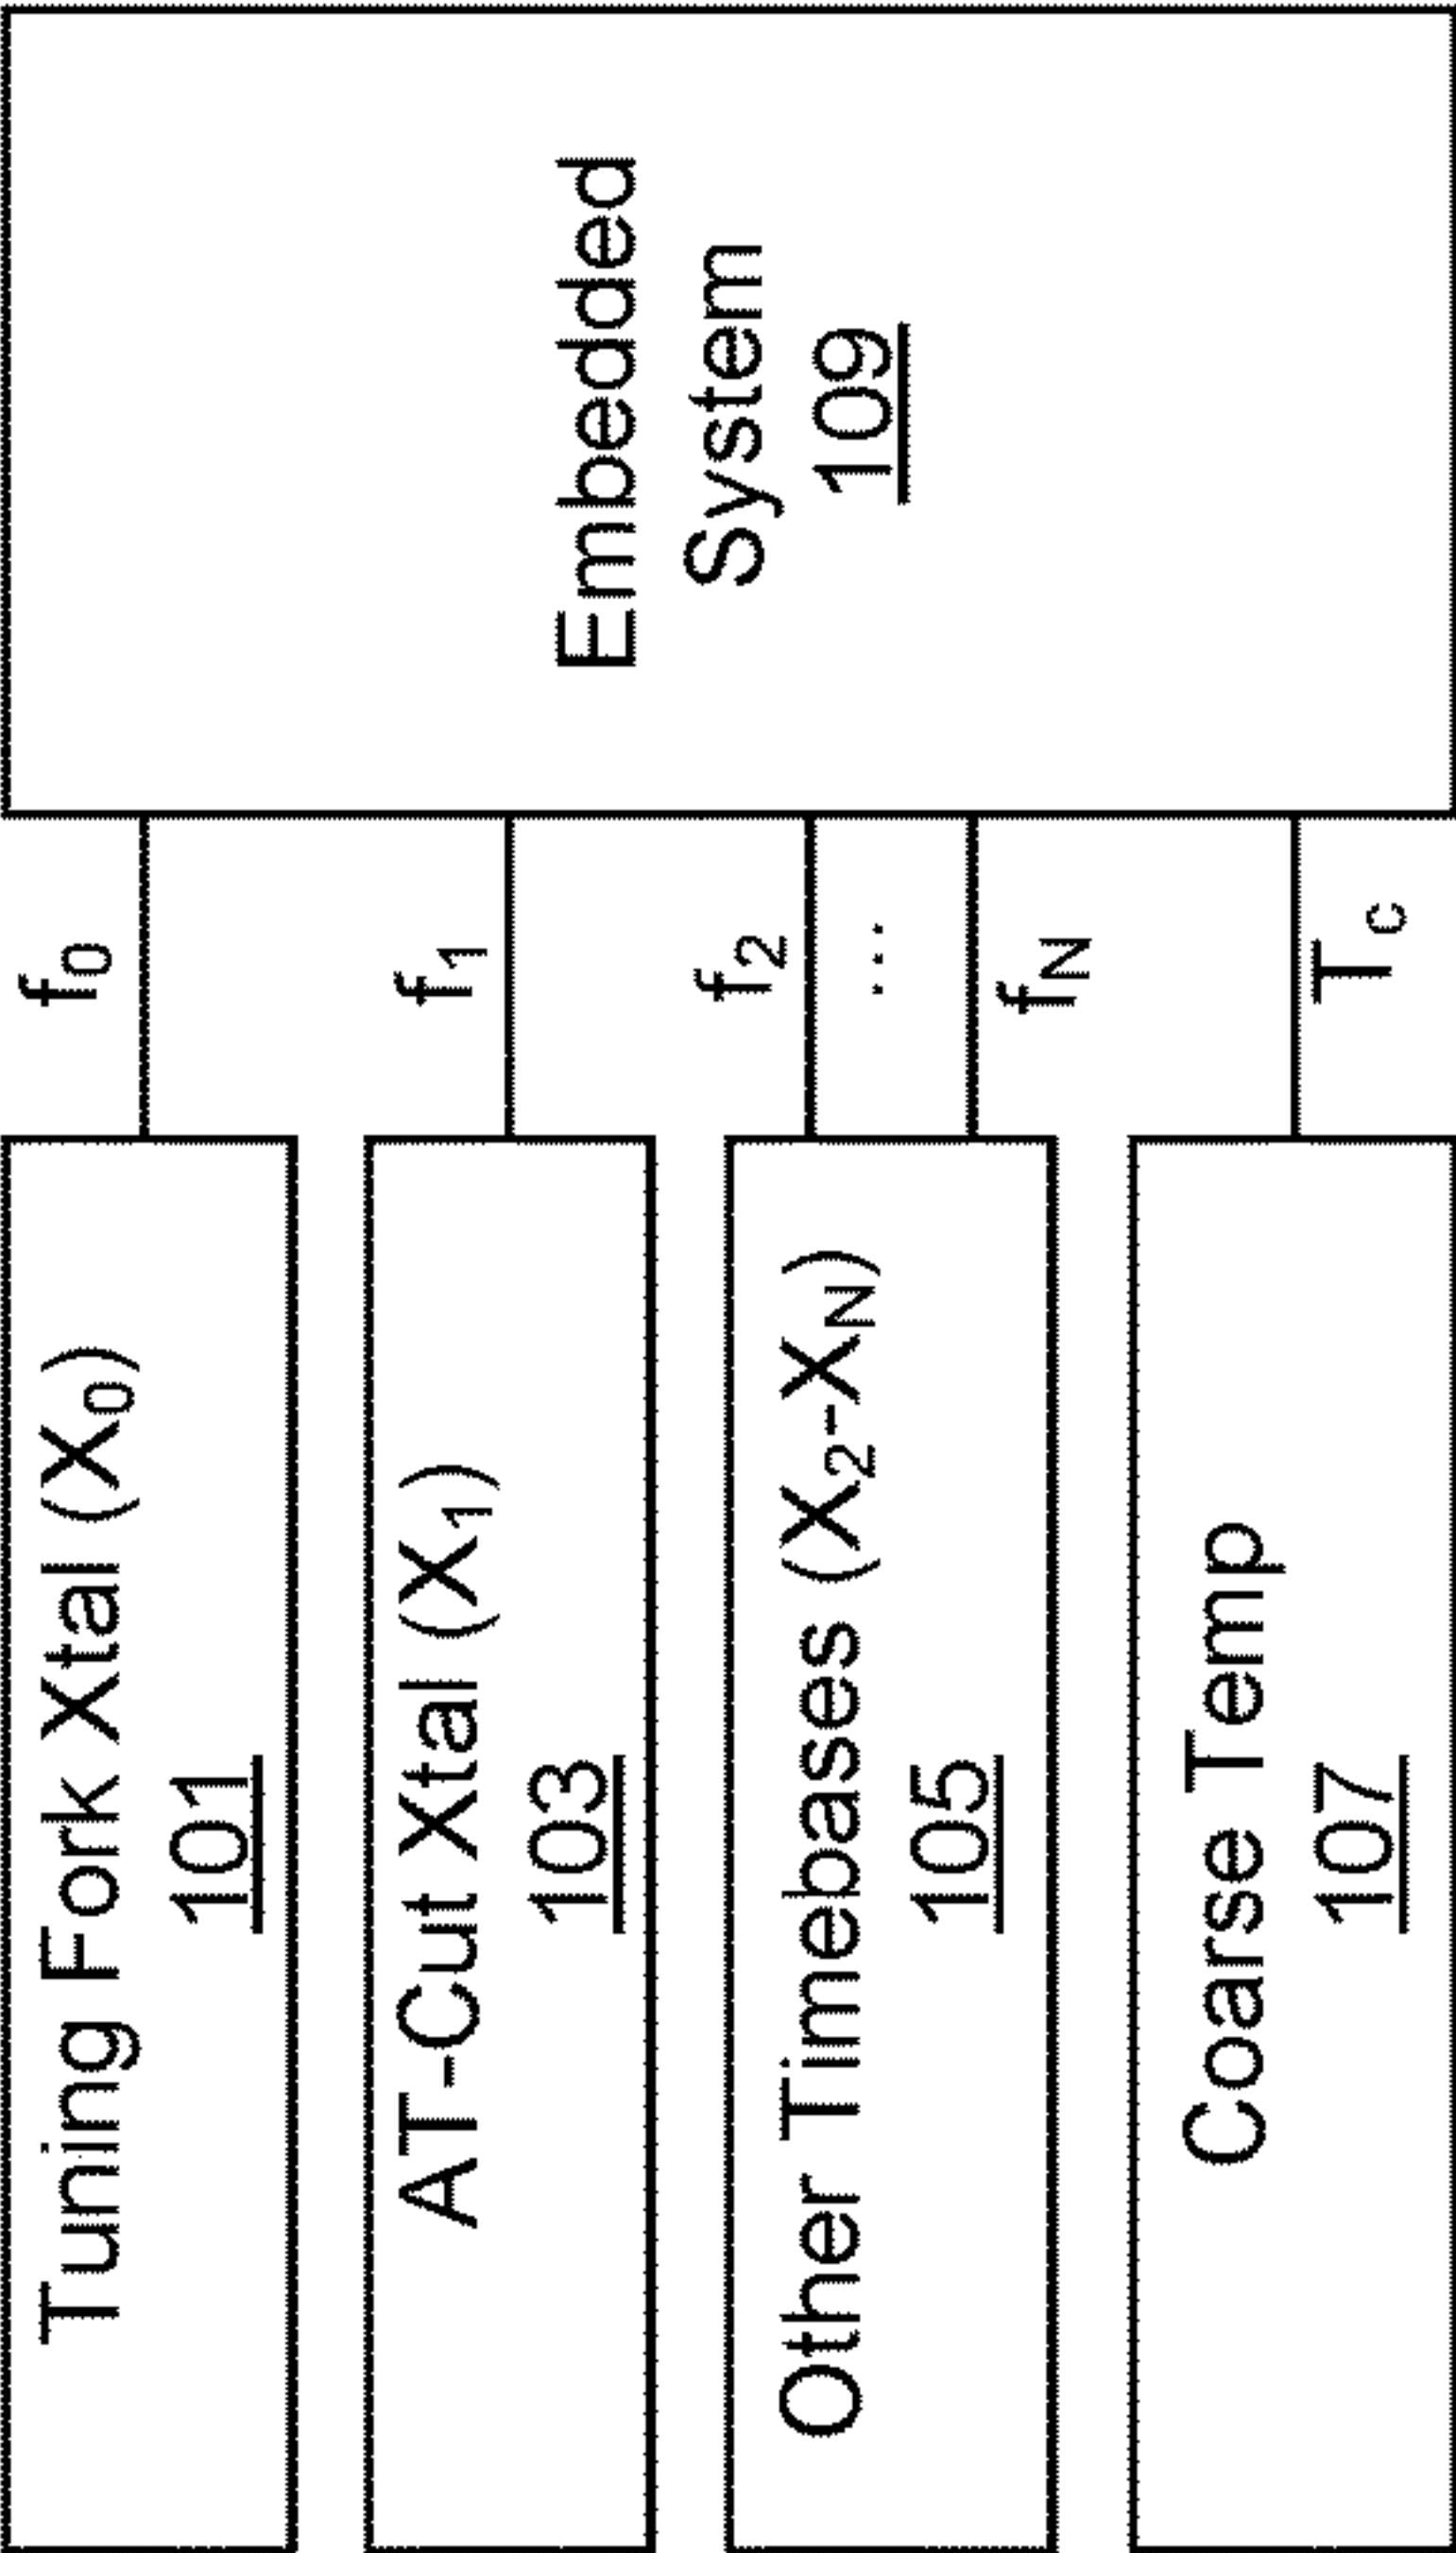 Tuning Fork Xtal (X0)
101
f0
AT-Cut Xtal (X1)
103
f1
Other Timebases (X2-XN)
105
f2
...
fN
Coarse Temp
107
Tc
Embedded
System
109